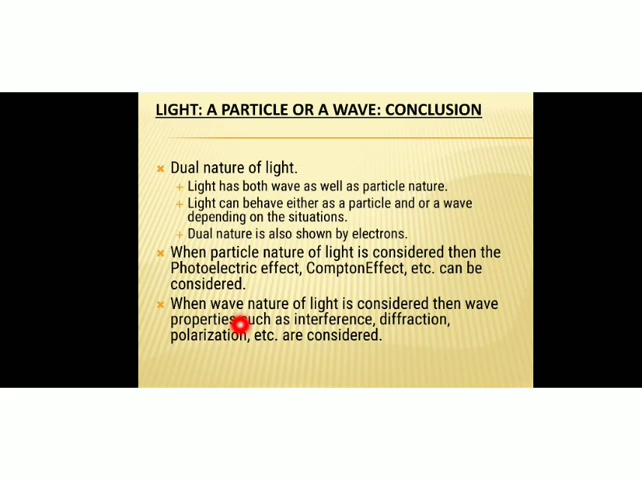 LIGHT: A PARTICLE OR A WAVE: CONCLUSION
Dual nature of light.
Light has both wave as well as particle nature.
Light can behave either as a particle and or a wave
depending on the situations.
Dual nature is also shown by electrons.
When particle nature of light is considered then the
Photoelectric effect, ComptonEffect, etc. can be
considered.
When wave nature of light is considered then wave
properties such as interference, diffraction,
polarization, etc. are considered.